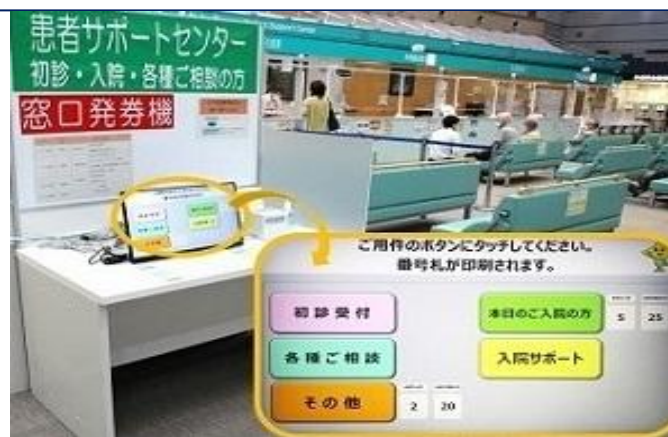 患者サポートセンター
初診・入院・各種ご相談の方
窓口発券機
ご用件のボタンにタッチしてください。
番号札が印刷されます。
初診受付
本日のご入院の方
5
25
各種ご相談
入院サポート
その他
2
20